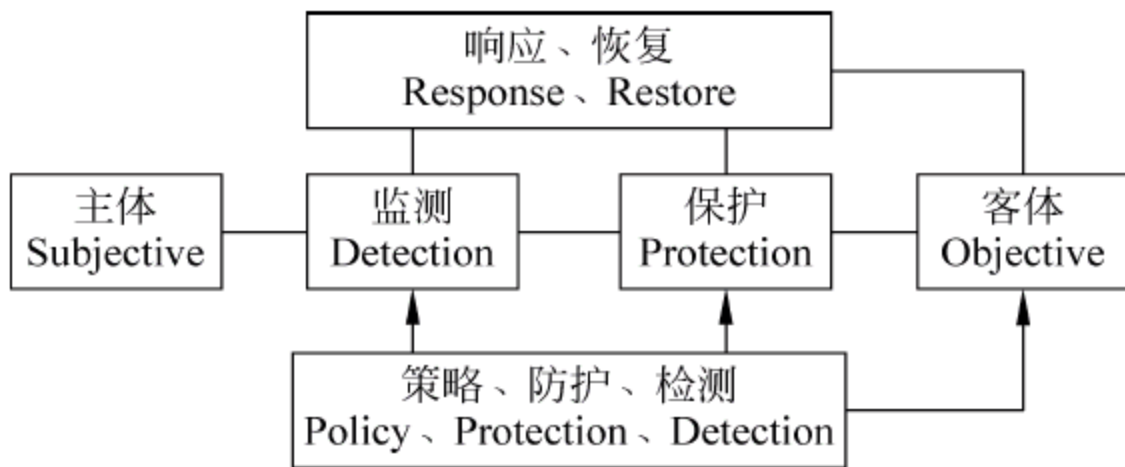 响应、恢复
Response、Restore
主体
Subjective
监测
Detection
保护
Protection
客体
Objective
策略、防护、检测
Policy、Protection、Detection